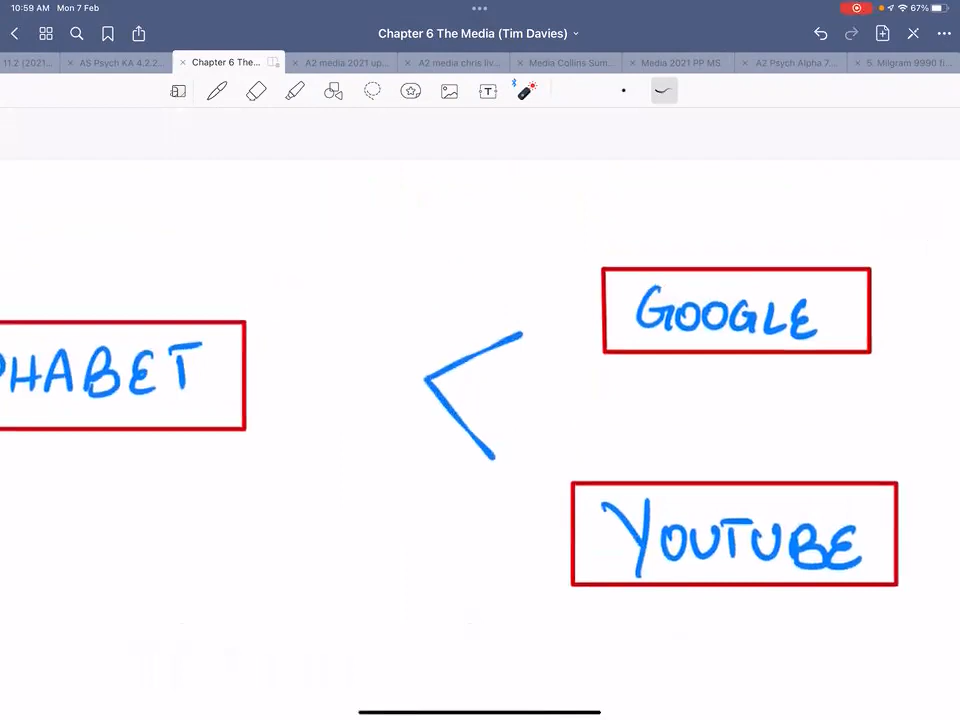 10:59 AM Mon 7 Feb
67%
Chapter 6 The Media (Tim Davies)
11.2 (2021...
AS Psych KA 4.2.2...
Chapter 6 The...
A2 media 2021 up...
A2 media chris liv...
Media Collins Sum...
Media 2021 PP MS
A2 Psych Alpha 7...
5. Milgram 9990 fi...
T
GOOGLE
PHABET
YOUTUBE